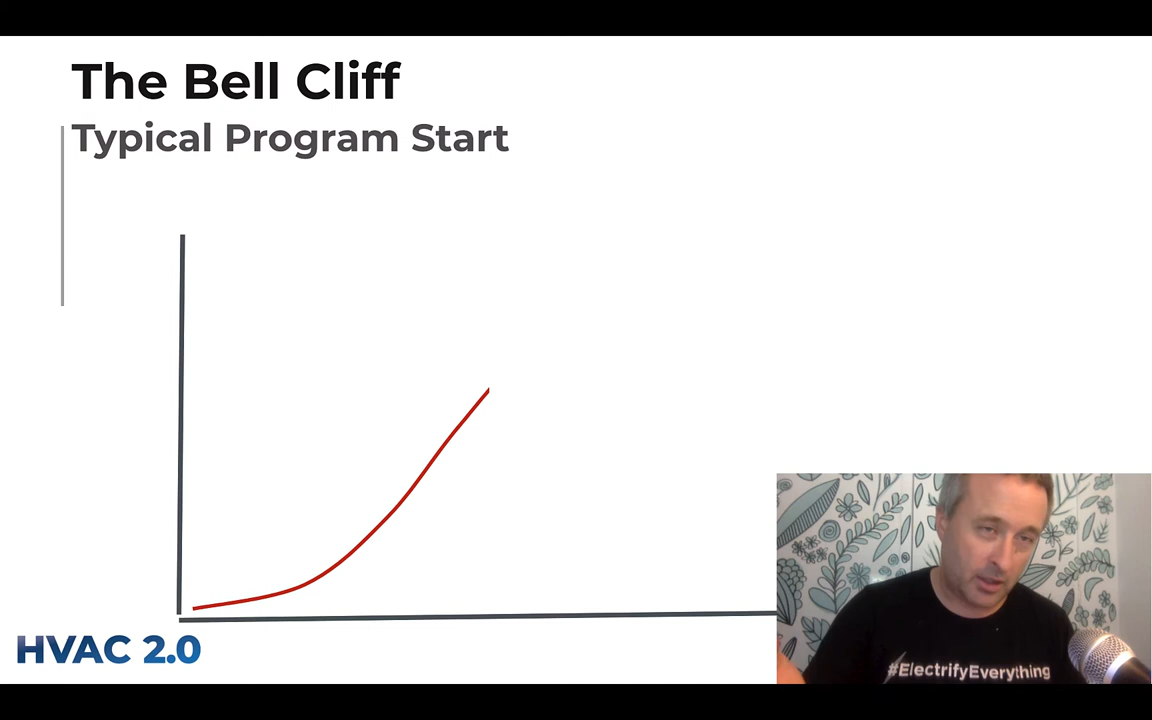 The Bell Cliff
Typical Program Start
HVAC 2.0
#ElectrifyEverything